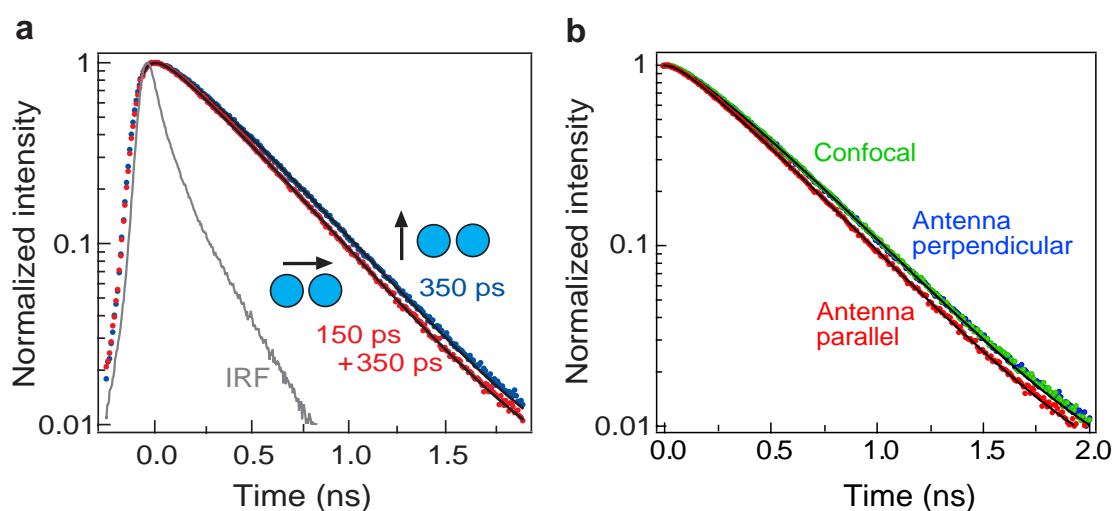 a
Normalized intensity
1
0.1
0.01
350 ps
150 ps
+350 ps
IRF
0.0
0.5
1.0
1.5
Time (ns)
b
Normalized intensity
1
0.1
0.01
Confocal
Antenna
perpendicular
Antenna
parallel
0.0
0.5
1.0
1.5
2.0
Time (ns)